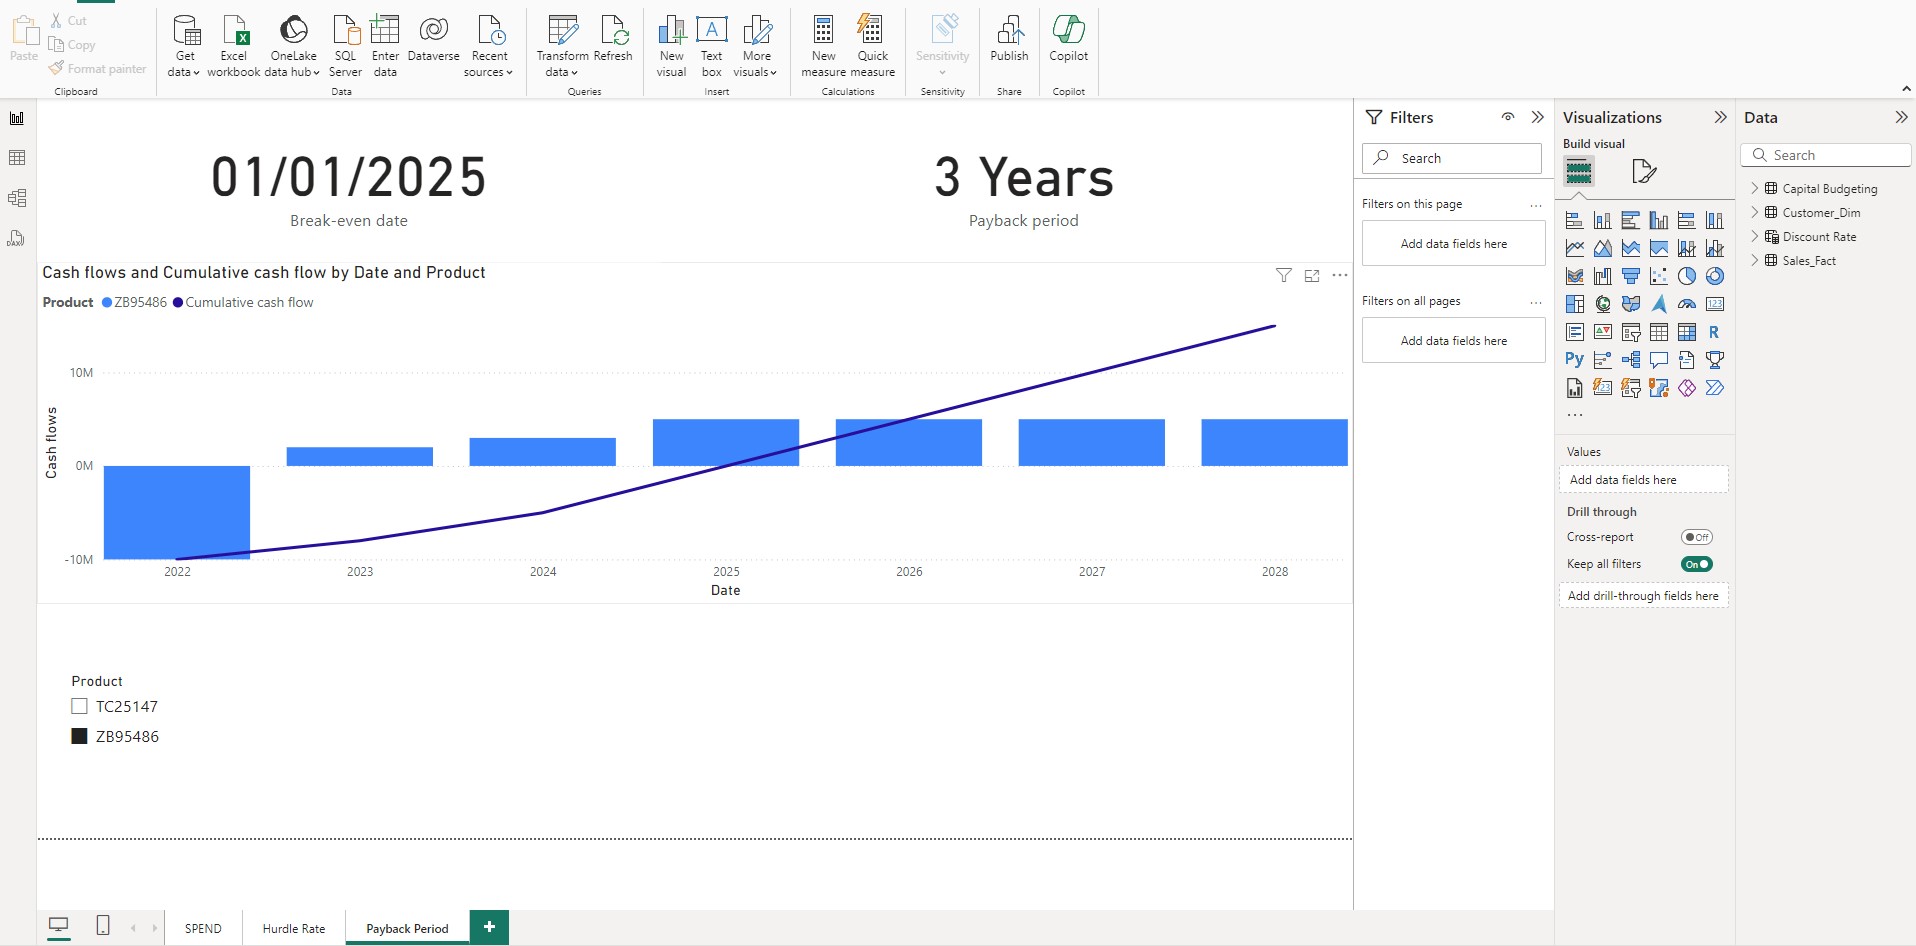 Paste
Cut
Copy
Format painter
Clipboard
Get data
Excel workbook
OneLake data hub
SQL Server
Enter data
Dataverse
Recent sources
Data
Transform data
Refresh
Queries
New visual
Text box
More visuals
Insert
New measure
Quick measure
Calculations
Sensitivity
Sensitivity
Publish
Share
Copilot
Copilot
01/01/2025
Break-even date
3 Years
Payback period
Cash flows and Cumulative cash flow by Date and Product
Product ZB95486 Cumulative cash flow
Cash flows
10M
0M
-10M
2022 2023 2024 2025 2026 2027 2028
Date
Product
TC25147
ZB95486
SPEND
Hurdle Rate
Payback Period
+
Filters
Search
Filters on this page
...
Add data fields here
Filters on all pages
...
Add data fields here
Visualizations
Build visual
123
R
Py
123
...
Values
Add data fields here
Drill through
Cross-report
Off
Keep all filters
On
Add drill-through fields here
Data
Search
Capital Budgeting
Customer_Dim
Discount Rate
Sales_Fact